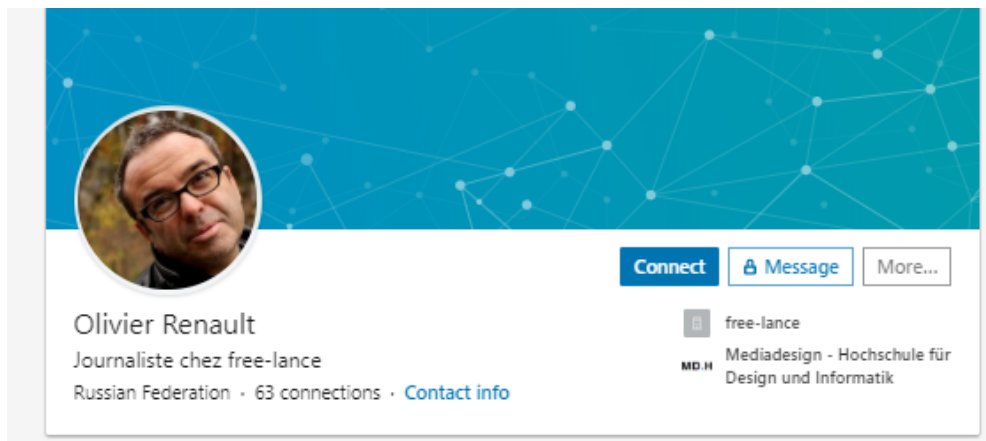 Connect
Message
More...
Olivier Renault
Journaliste chez free-lance
Russian Federation · 63 connections · Contact info
free-lance
MD.H
Mediadesign - Hochschule für
Design und Informatik